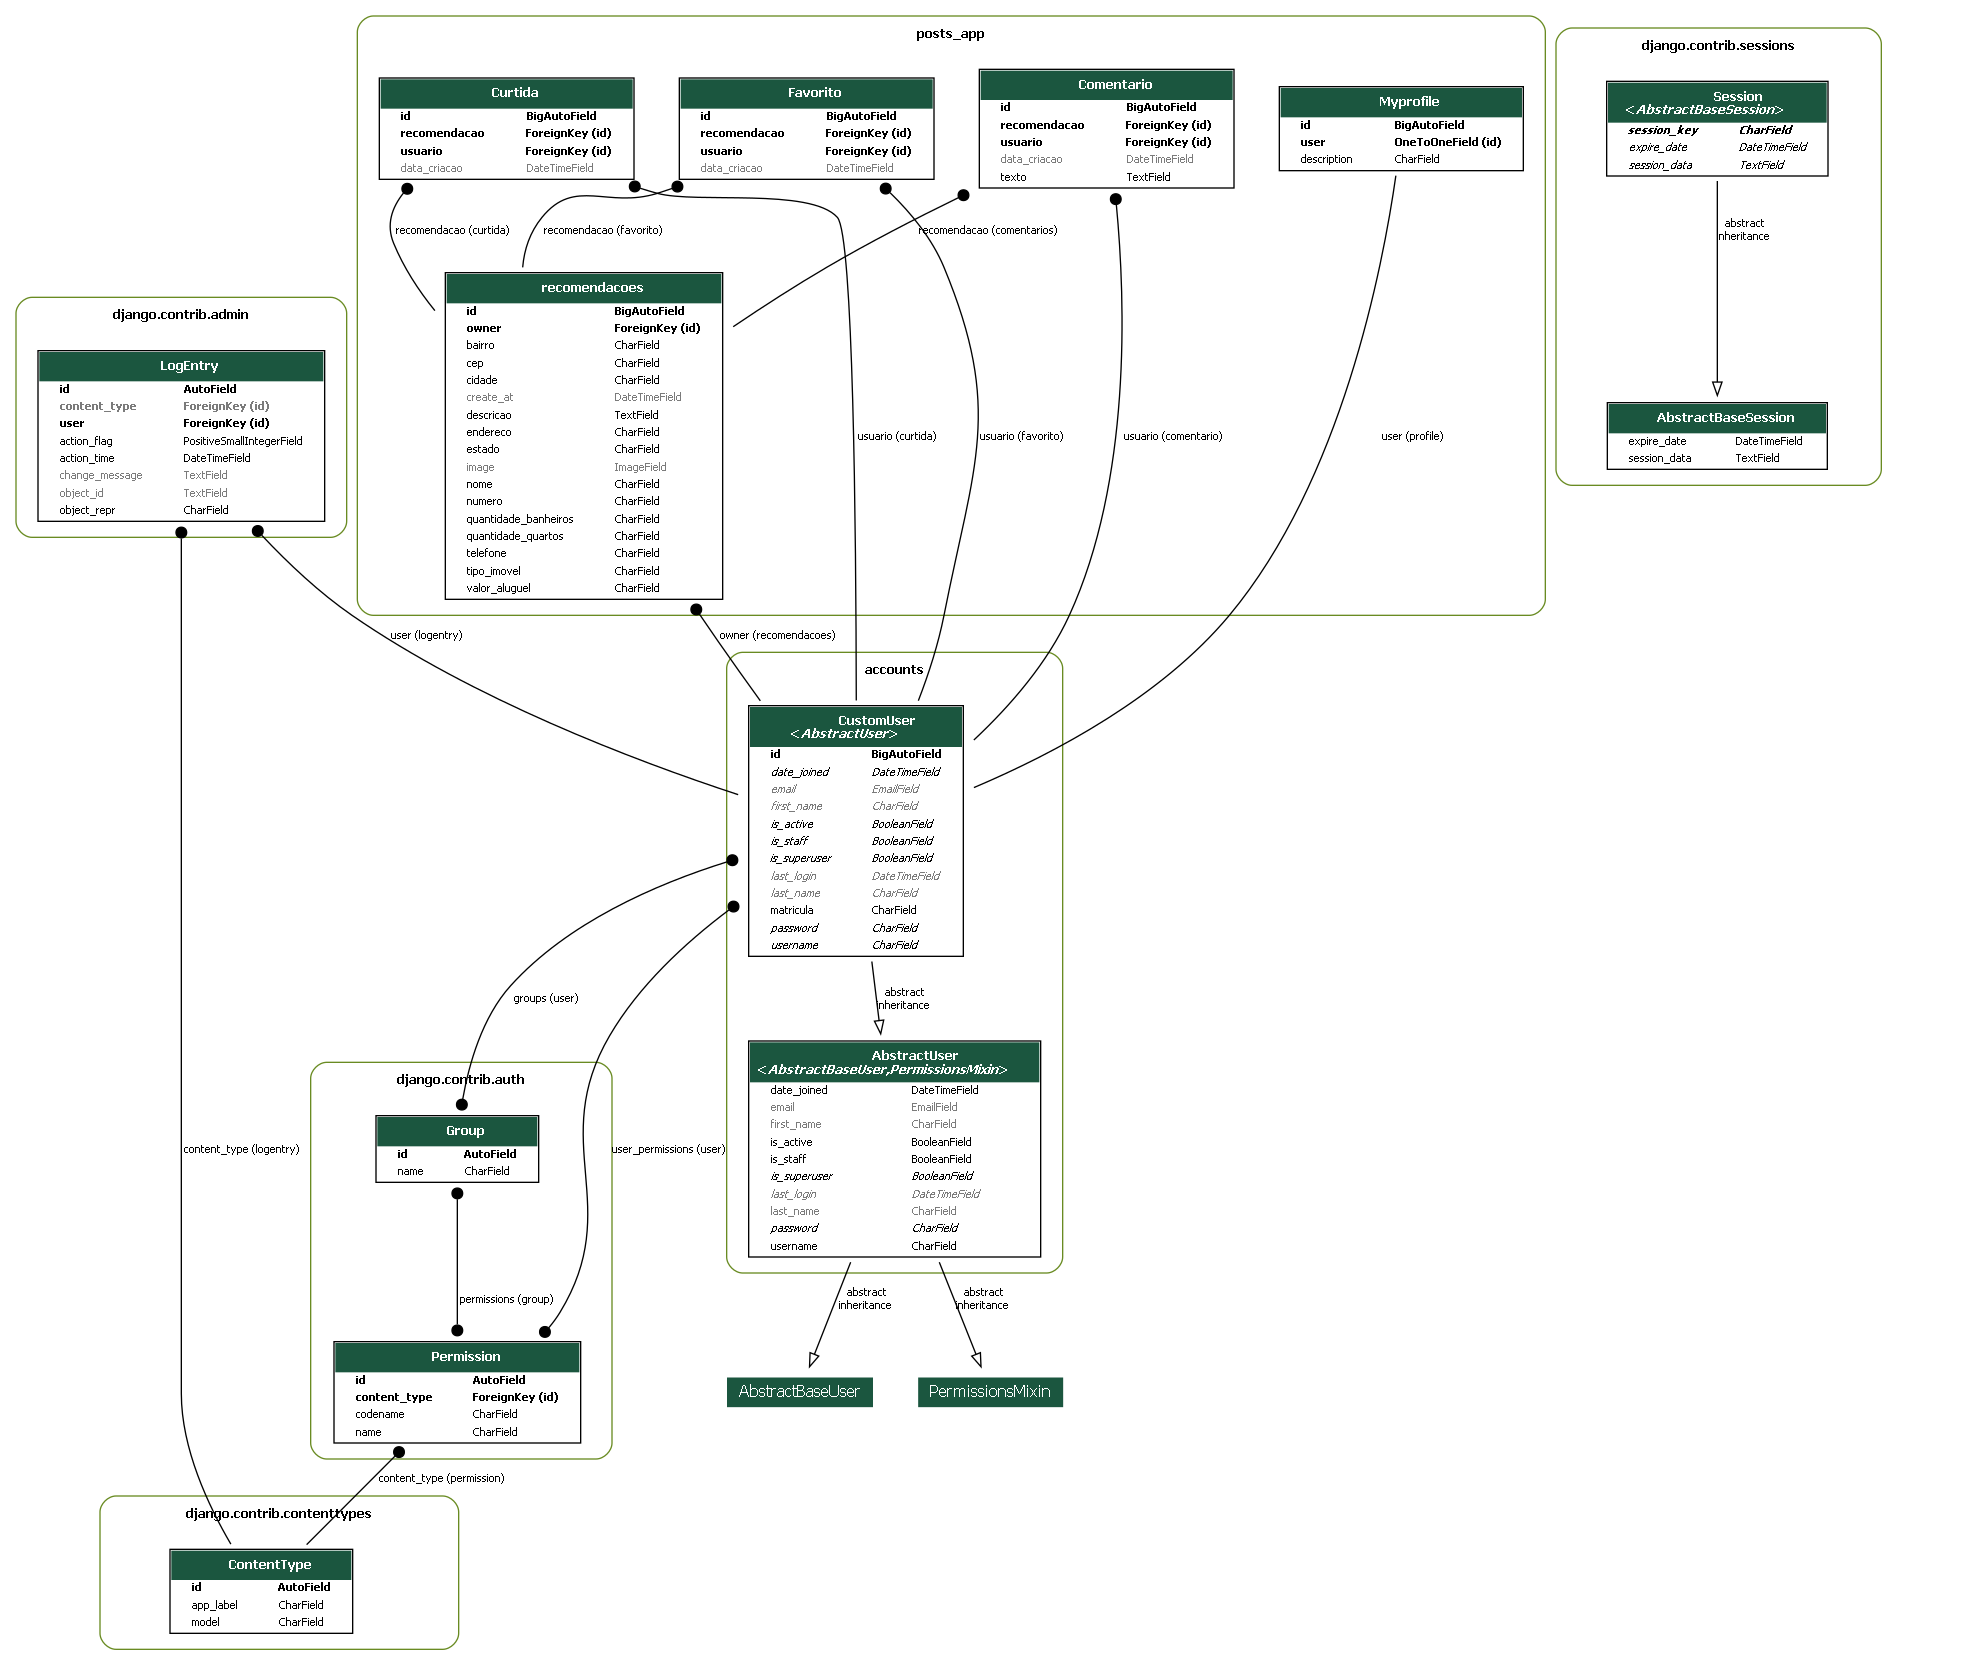 posts_app
Curtida
id BigAutoField
recomendacao ForeignKey (id)
usuario ForeignKey (id)
data_criacao DateTimeField
Favorito
id BigAutoField
recomendacao ForeignKey (id)
usuario ForeignKey (id)
data_criacao DateTimeField
Comentario
id BigAutoField
recomendacao ForeignKey (id)
usuario ForeignKey (id)
data_criacao DateTimeField
texto TextField
Myprofile
id BigAutoField
user OneToOneField (id)
description CharField
django.contrib.sessions
Session
<AbstractBaseSession>
session_key CharField
expire_date DateTimeField
session_data TextField
abstract
inheritance
AbstractBaseSession
expire_date DateTimeField
session_data TextField
recomendacao (curtida)
recomendacao (favorito)
recomendacao (comentarios)
recomendacoes
id BigAutoField
owner ForeignKey (id)
bairro CharField
cep CharField
cidade CharField
create_at DateTimeField
descricao TextField
endereco CharField
estado CharField
image ImageField
nome CharField
numero CharField
quantidade_banheiros CharField
quantidade_quartos CharField
telefone CharField
tipo_imovel CharField
valor_aluguel CharField
usuario (curtida)
usuario (favorito)
usuario (comentario)
user (profile)
django.contrib.admin
LogEntry
id AutoField
content_type ForeignKey (id)
user ForeignKey (id)
action_flag PositiveSmallIntegerField
action_time DateTimeField
change_message TextField
object_id TextField
object_repr CharField
user (logentry)
owner (recomendacoes)
accounts
CustomUser
<AbstractUser>
id BigAutoField
date_joined DateTimeField
email EmailField
first_name CharField
is_active BooleanField
is_staff BooleanField
is_superuser BooleanField
last_login DateTimeField
last_name CharField
matricula CharField
password CharField
username CharField
abstract
inheritance
groups (user)
AbstractUser
<AbstractBaseUser,PermissionsMixin>
date_joined DateTimeField
email EmailField
first_name CharField
is_active BooleanField
is_staff BooleanField
is_superuser BooleanField
last_login DateTimeField
last_name CharField
password CharField
username CharField
abstract
inheritance
abstract
inheritance
AbstractBaseUser
PermissionsMixin
django.contrib.auth
Group
id AutoField
name CharField
content_type (logentry)
user_permissions (user)
permissions (group)
Permission
id AutoField
content_type ForeignKey (id)
codename CharField
name CharField
content_type (permission)
django.contrib.contenttypes
ContentType
id AutoField
app_label CharField
model CharField